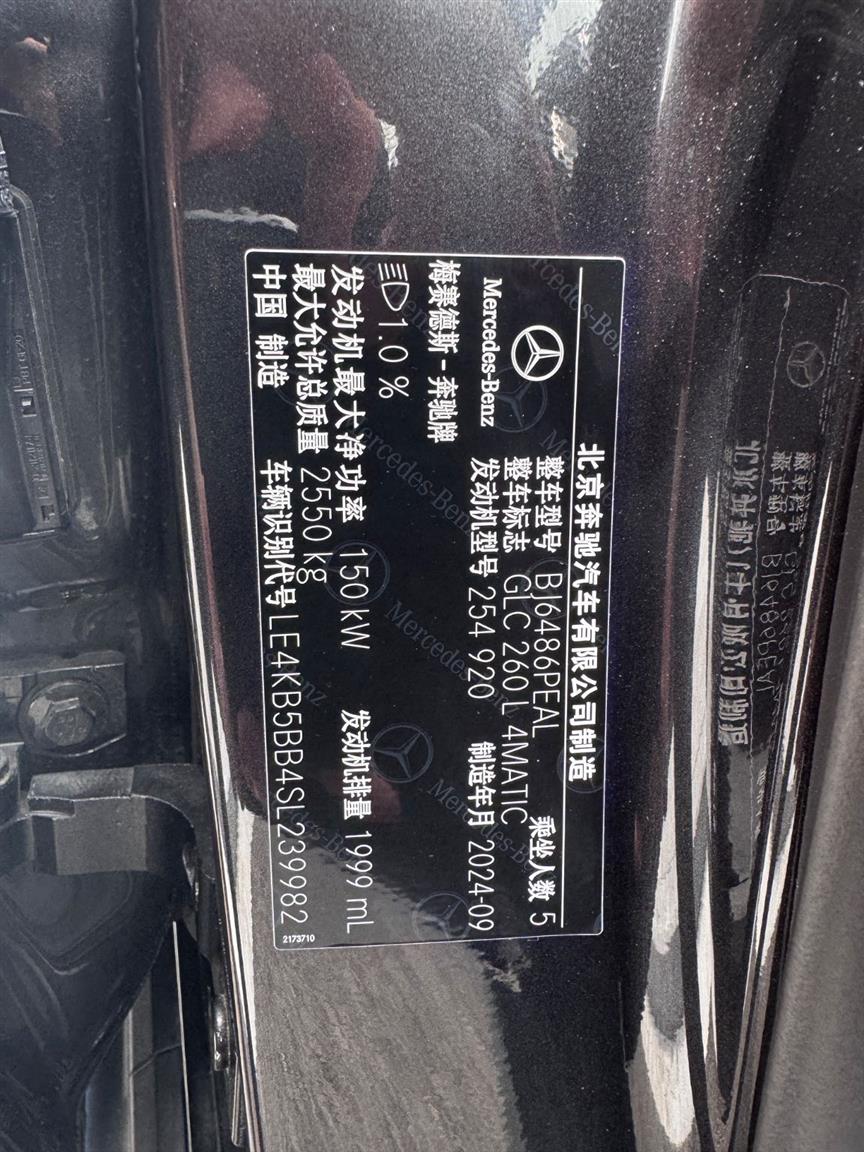 北京奔驰汽车有限公司制造
Mercedes-Benz
整车型号 BJ6486PEAL
整车标志 GLC 260 L 4MATIC 乘坐人数 5
发动机型号 254 920 制造年月 2024-09
梅赛德斯-奔驰牌
1.0 %
发动机最大净功率 150 kW 发动机排量 1999 mL
最大允许总质量 2550 kg
中国 制造 车辆识别代号 LE4KB5BB4SL239982
2173710